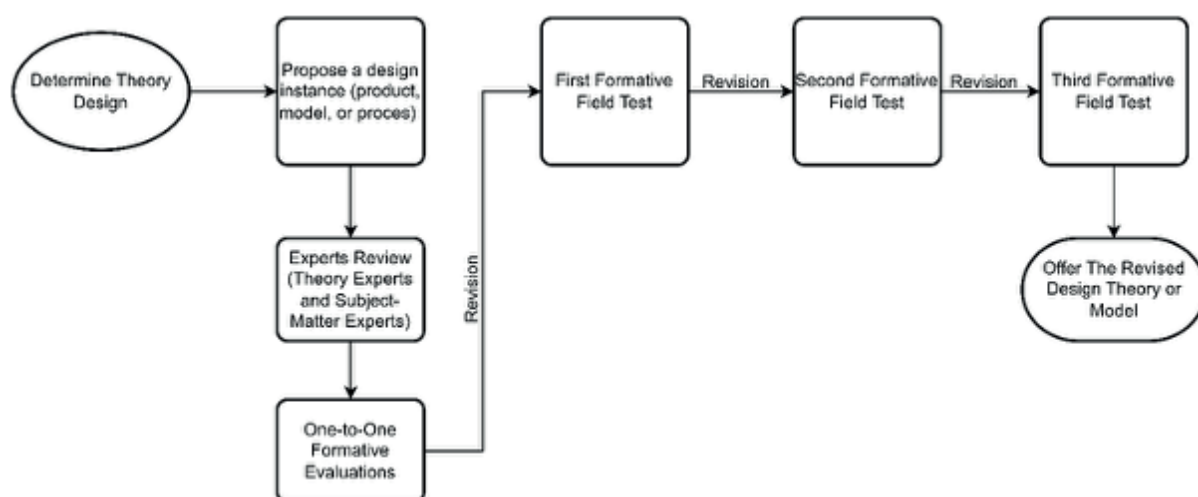 Determine Theory
Design
Propose a design
instance (product,
model, or proces)
Experts Review
(Theory Experts
and Subject-
Matter Experts)
One-to-One
Formative
Evaluations
Revision
First Formative
Field Test
Revision
Second Formative
Field Test
Revision
Third Formative
Field Test
Offer The Revised
Design Theory or
Model